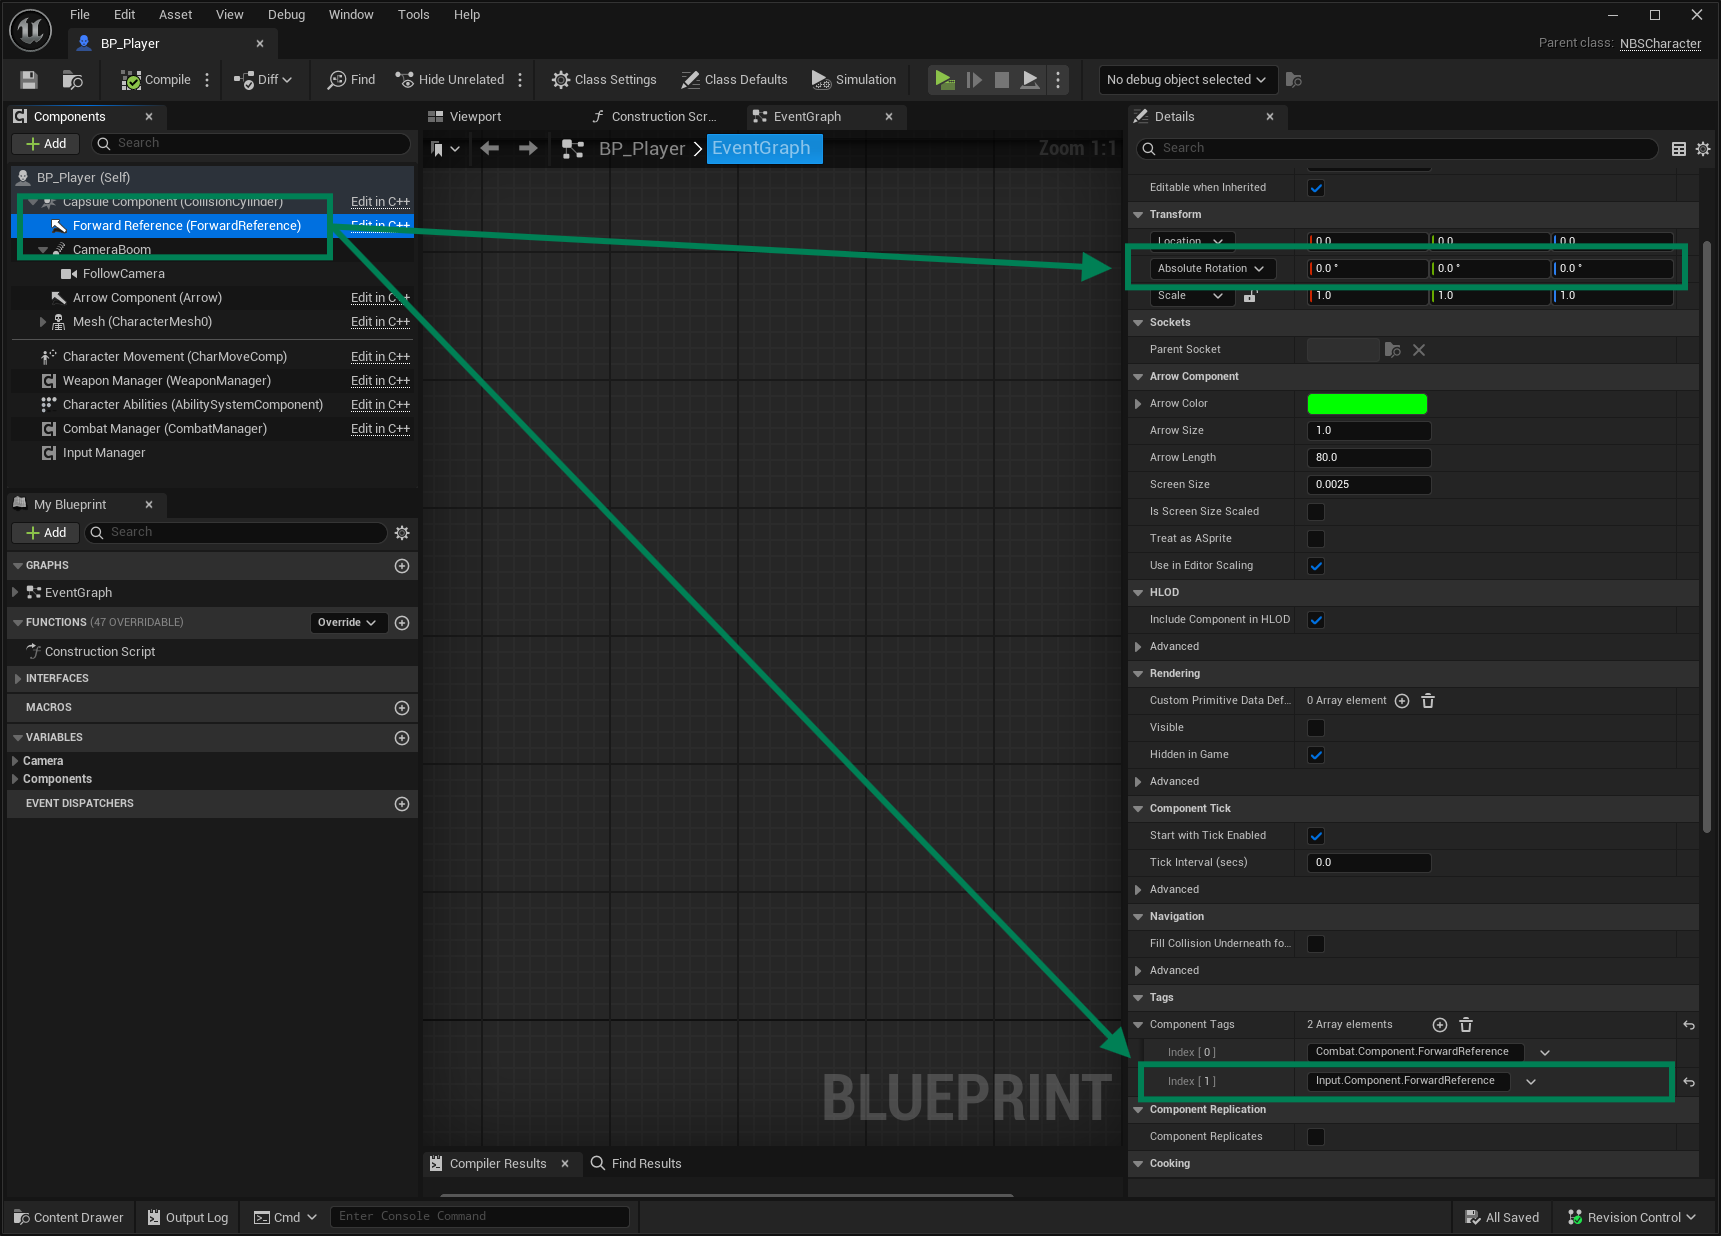 File Edit Asset View Debug Window Tools Help
BP_Player
Parent class: NBSCharacter
Compile Diff Find Hide Unrelated Class Settings Class Defaults Simulation No debug object selected
Components
Add Search
BP_Player (Self)
Capsule Component (CollisionCylinder) Edit in C++
Forward Reference (ForwardReference) Edit in C++
CameraBoom
FollowCamera
Arrow Component (Arrow) Edit in C++
Mesh (CharacterMesh0) Edit in C++
Character Movement (CharMoveComp) Edit in C++
Weapon Manager (WeaponManager) Edit in C++
Character Abilities (AbilitySystemComponent) Edit in C++
Combat Manager (CombatManager) Edit in C++
Input Manager
My Blueprint
Add Search
GRAPHS
EventGraph
FUNCTIONS (47 OVERRIDABLE) Override
Construction Script
INTERFACES
MACROS
VARIABLES
Camera
Components
EVENT DISPATCHERS
Viewport Construction Scr... EventGraph
BP_Player EventGraph Zoom 1:1
BLUEPRINT
Compiler Results Find Results
Details
Search
Editable when Inherited
Transform
Location 0.0 0.0 0.0
Absolute Rotation 0.0 ° 0.0 ° 0.0 °
Scale 1.0 1.0 1.0
Sockets
Parent Socket
Arrow Component
Arrow Color
Arrow Size 1.0
Arrow Length 80.0
Screen Size 0.0025
Is Screen Size Scaled
Treat as ASprite
Use in Editor Scaling
HLOD
Include Component in HLOD
Advanced
Rendering
Custom Primitive Data Def... 0 Array element
Visible
Hidden in Game
Advanced
Component Tick
Start with Tick Enabled
Tick Interval (secs) 0.0
Advanced
Navigation
Fill Collision Underneath fo...
Advanced
Tags
Component Tags 2 Array elements
Index [ 0 ] Combat.Component.ForwardReference
Index [ 1 ] Input.Component.ForwardReference
Component Replication
Component Replicates
Cooking
Content Drawer Output Log Cmd Enter Console Command All Saved Revision Control